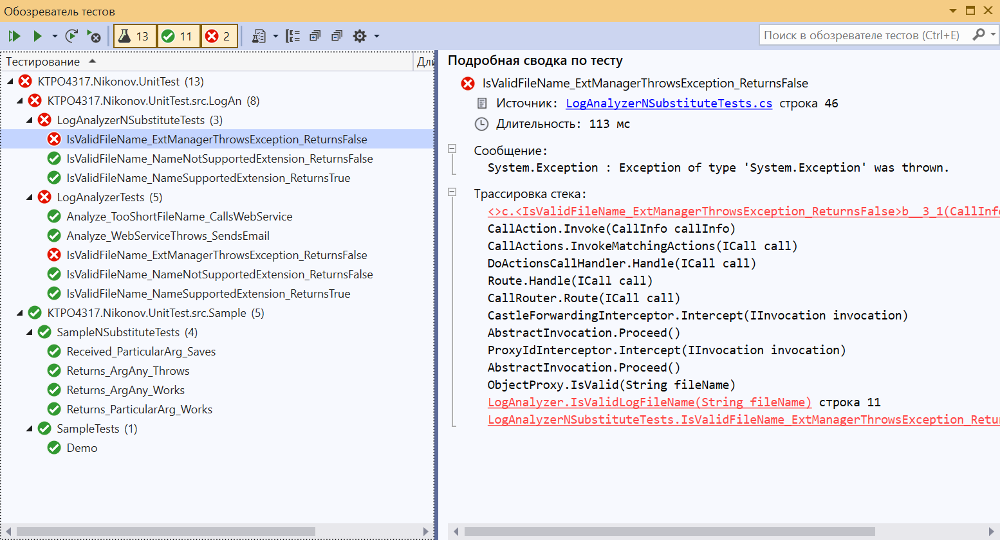 Обозреватель тестов
13
11
2
Поиск в обозревателе тестов (Ctrl+E)
Тестирование
KTPO4317.Nikonov.UnitTest (13)
KTPO4317.Nikonov.UnitTest.src.LogAn (8)
LogAnalyzerNSubstituteTests (3)
IsValidFileName_ExtManagerThrowsException_ReturnsFalse
IsValidFileName_NameNotSupportedExtension_ReturnsFalse
IsValidFileName_NameSupportedExtension_ReturnsTrue
LogAnalyzerTests (5)
Analyze_TooShortFileName_CallsWebService
Analyze_WebServiceThrows_SendsEmail
IsValidFileName_ExtManagerThrowsException_ReturnsFalse
IsValidFileName_NameNotSupportedExtension_ReturnsFalse
IsValidFileName_NameSupportedExtension_ReturnsTrue
KTPO4317.Nikonov.UnitTest.src.Sample (5)
SampleNSubstituteTests (4)
Received_ParticularArg_Saves
Returns_ArgAny_Throws
Returns_ArgAny_Works
Returns_ParticularArg_Works
SampleTests (1)
Demo
Подробная сводка по тесту
IsValidFileName_ExtManagerThrowsException_ReturnsFalse
Источник: LogAnalyzerNSubstituteTests.cs строка 46
Длительность: 113 мс
Сообщение:
System.Exception : Exception of type 'System.Exception' was thrown.
Трассировка стека:
<>c.<IsValidFileName_ExtManagerThrowsException_ReturnsFalse>b__3_1(CallInfo
CallAction.Invoke(CallInfo callInfo)
CallActions.InvokeMatchingActions(ICall call)
DoActionsCallHandler.Handle(ICall call)
Route.Handle(ICall call)
CallRouter.Route(ICall call)
CastleForwardingInterceptor.Intercept(IInvocation invocation)
AbstractInvocation.Proceed()
ProxyIdInterceptor.Intercept(IInvocation invocation)
AbstractInvocation.Proceed()
ObjectProxy.IsValid(String fileName)
LogAnalyzer.IsValidLogFileName(String fileName) строка 11
LogAnalyzerNSubstituteTests.IsValidFileName_ExtManagerThrowsException_Retu